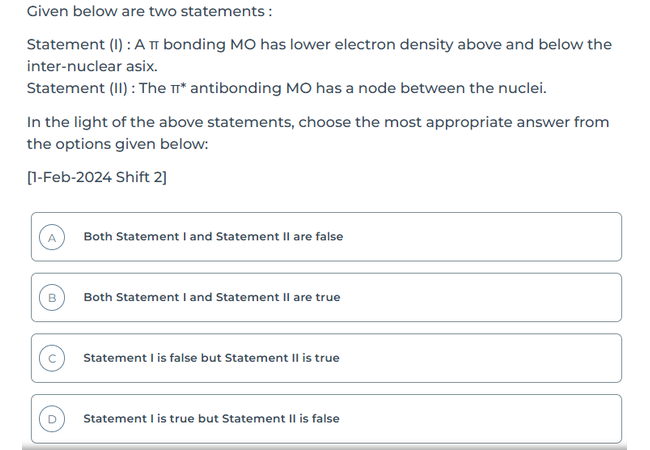 Given below are two statements :
Statement (I) : A π bonding MO has lower electron density above and below the
inter-nuclear asix.
Statement (II) : The π* antibonding MO has a node between the nuclei.
In the light of the above statements, choose the most appropriate answer from
the options given below:
[1-Feb-2024 Shift 2]
A Both Statement I and Statement II are false
B Both Statement I and Statement II are true
C Statement I is false but Statement II is true
D Statement I is true but Statement II is false